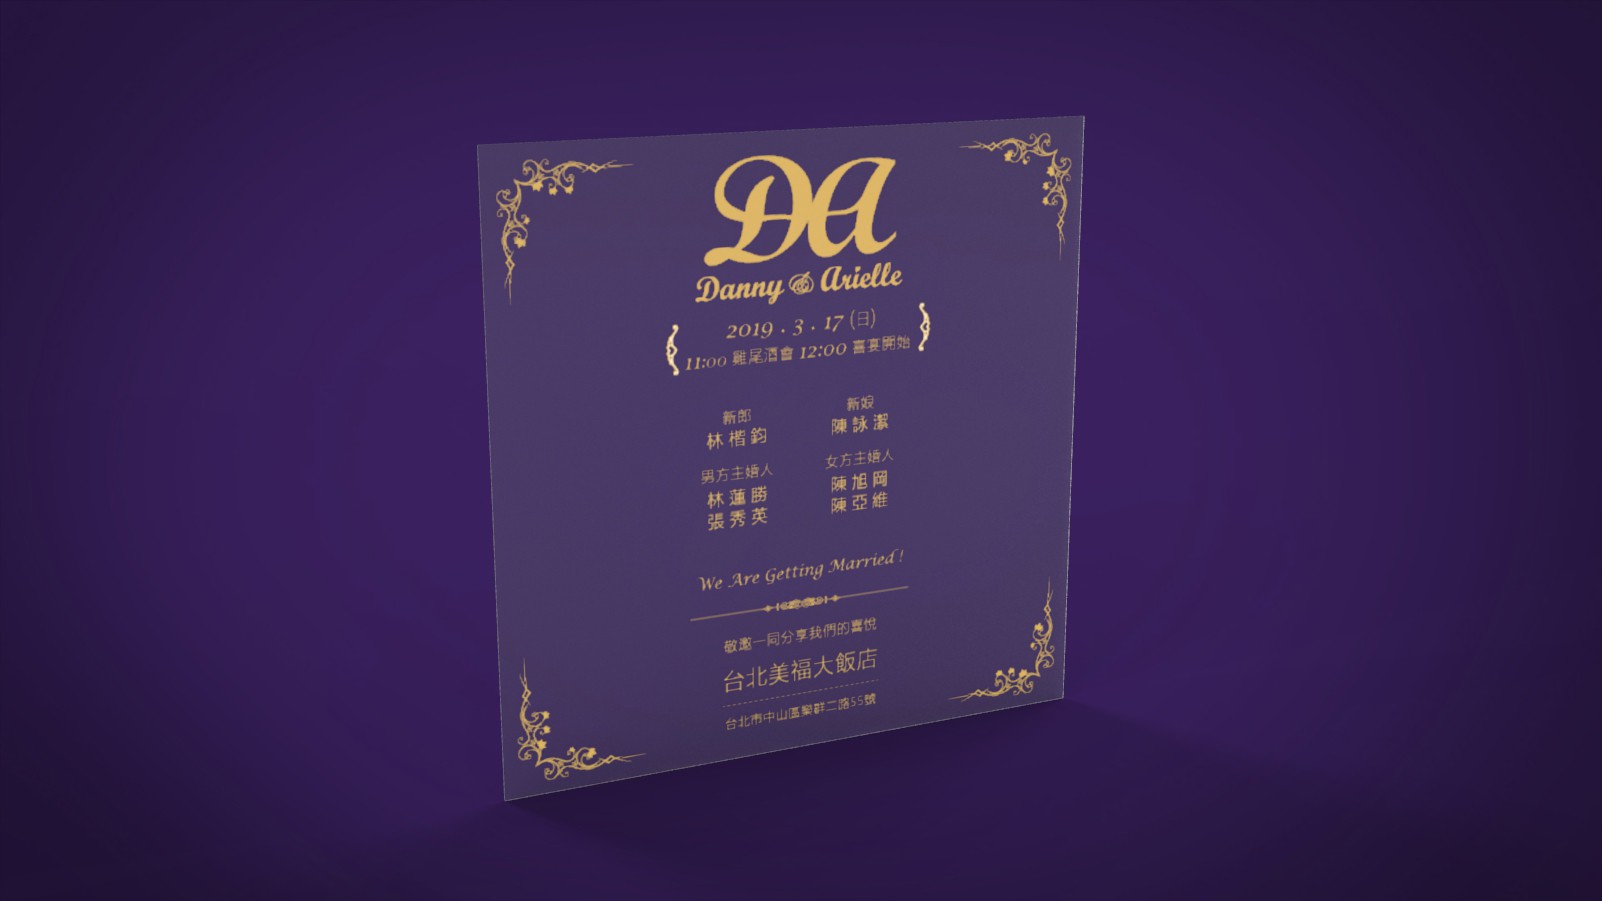 DA
Danny & Arielle
2019 . 3 . 17 (日)
11:00 雞尾酒會 12:00 喜宴開始
新郎
林楷鈞
新娘
陳詠潔
男方主婚人
林蓮勝
張秀英
女方主婚人
陳旭岡
陳亞維
We Are Getting Married !
敬邀一同分享我們的喜悅
台北美福大飯店
台北市中山區樂群二路55號